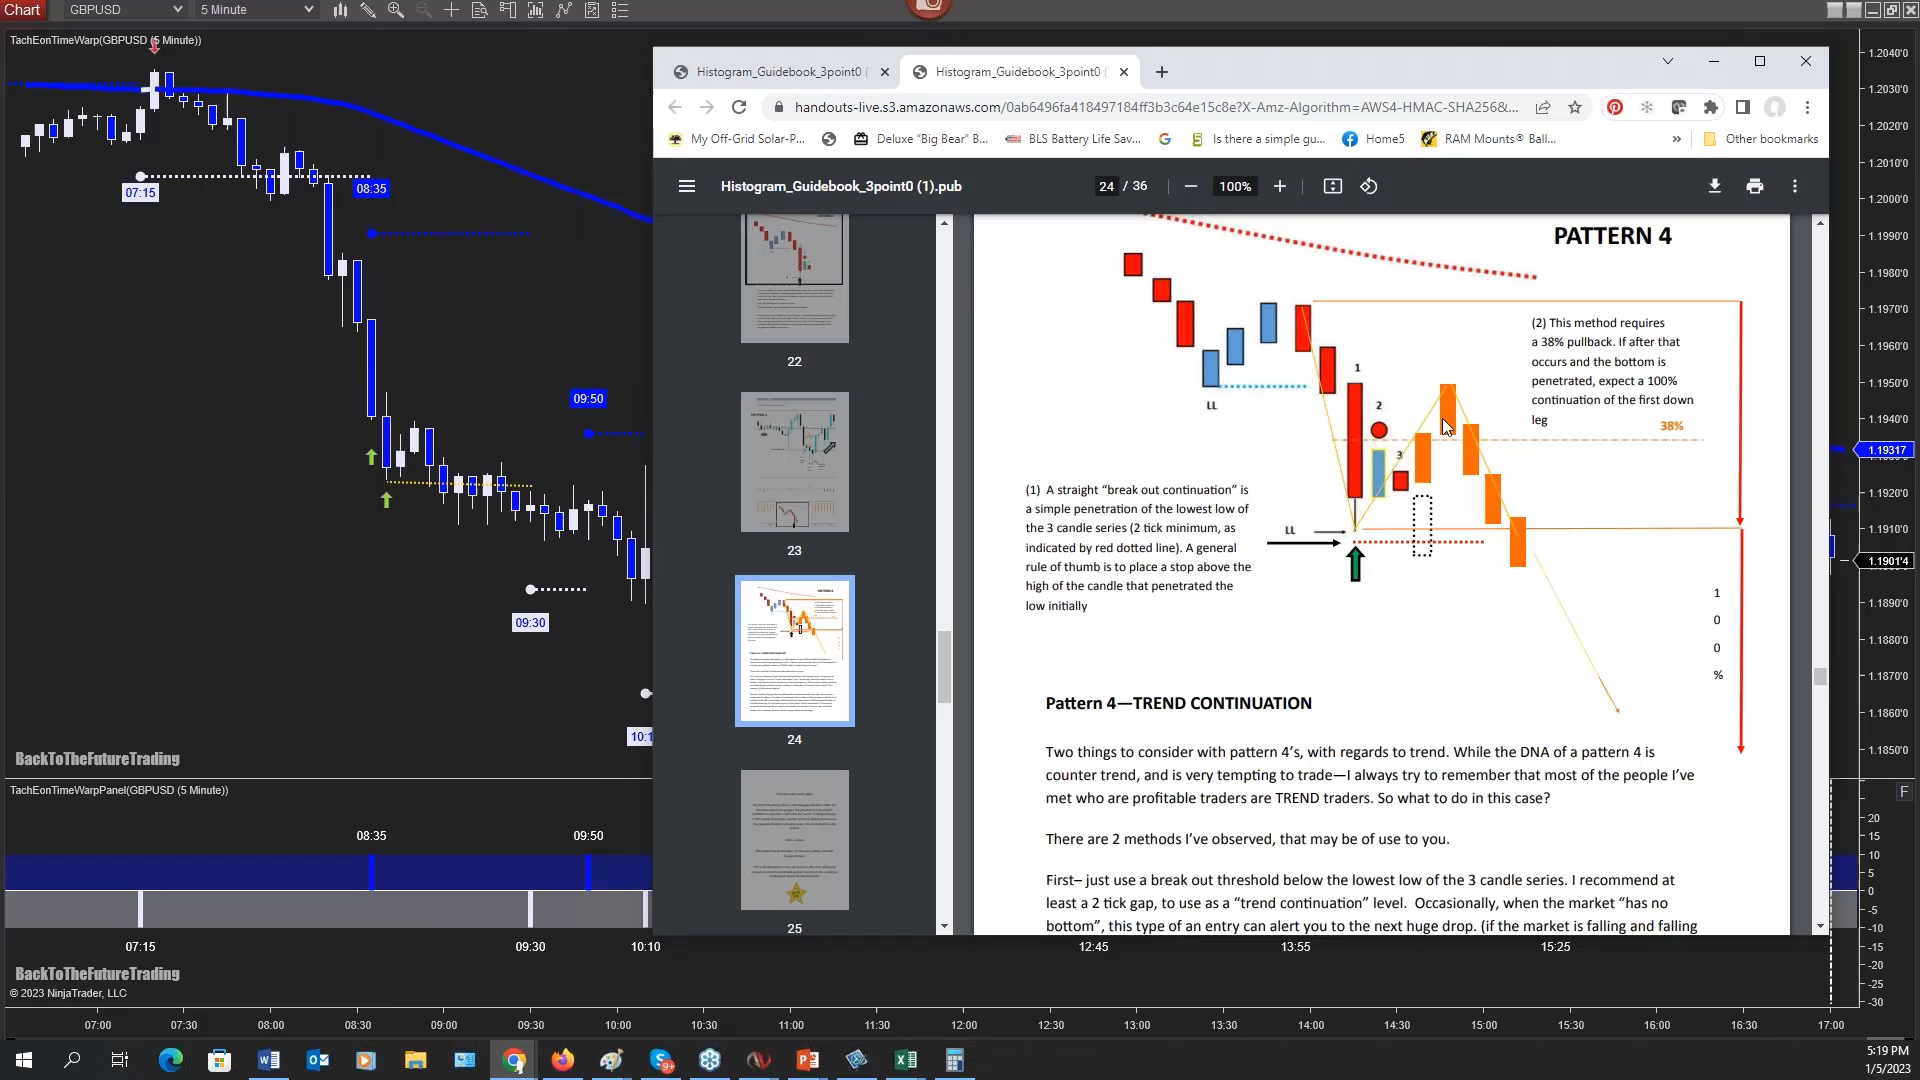 Chart
GBPUSD
5 Minute
TachEonTimeWarp(GBPUSD (5 Minute))
07:15
08:35
09:50
09:30
BackToTheFutureTrading
TachEonTimeWarpPanel(GBPUSD (5 Minute))
08:35 09:50
07:15 09:30 10:10 12:45 13:55 15:25
BackToTheFutureTrading
© 2023 NinjaTrader, LLC
07:00 07:30 08:00 08:30 09:00 09:30 10:00 10:30 11:00 11:30 12:00 12:30 13:00 13:30 14:00 14:30 15:00 15:30 16:00 16:30 17:00
Histogram_Guidebook_3point0 (
Histogram_Guidebook_3point0 (
handouts-live.s3.amazonaws.com/0ab6496fa418497184ff3b3c64e15c8e?X-Amz-Algorithm=AWS4-HMAC-SHA256&...
My Off-Grid Solar-P...
Deluxe "Big Bear" B...
BLS Battery Life Sav...
Is there a simple gu...
Home5
RAM Mounts® Ball...
»
Other bookmarks
Histogram_Guidebook_3point0 (1).pub
24 / 36
100%
22
23
24
25
PATTERN 4
(2) This method requires
a 38% pullback. If after that
occurs and the bottom is
penetrated, expect a 100%
continuation of the first down
leg
38%
1
2
3
LL
LL
(1) A straight “break out continuation” is
a simple penetration of the lowest low of
the 3 candle series (2 tick minimum, as
indicated by red dotted line). A general
rule of thumb is to place a stop above the
high of the candle that penetrated the
low initially
1
0
0
%
Pattern 4—TREND CONTINUATION
Two things to consider with pattern 4’s, with regards to trend. While the DNA of a pattern 4 is
counter trend, and is very tempting to trade—I always try to remember that most of the people I’ve
met who are profitable traders are TREND traders. So what to do in this case?
There are 2 methods I’ve observed, that may be of use to you.
First– just use a break out threshold below the lowest low of the 3 candle series. I recommend at
least a 2 tick gap, to use as a “trend continuation” level. Occasionally, when the market “has no
bottom”, this type of an entry can alert you to the next huge drop. (if the market is falling and falling
1.2040'0
1.2030'0
1.2020'0
1.2010'0
1.2000'0
1.1990'0
1.1980'0
1.1970'0
1.1960'0
1.1950'0
1.1940'0
1.19317
1.1920'0
1.1910'0
1.1901'4
1.1890'0
1.1880'0
1.1870'0
1.1860'0
1.1850'0
F
20
15
10
5
0
-5
-10
-15
-20
-25
-30
9+
5:19 PM
1/5/2023